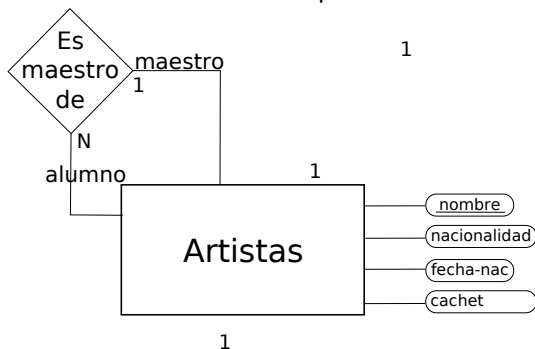 Es
maestro
de
maestro
1
N
alumno
1
1
Artistas
nombre
nacionalidad
fecha-nac
cachet
1